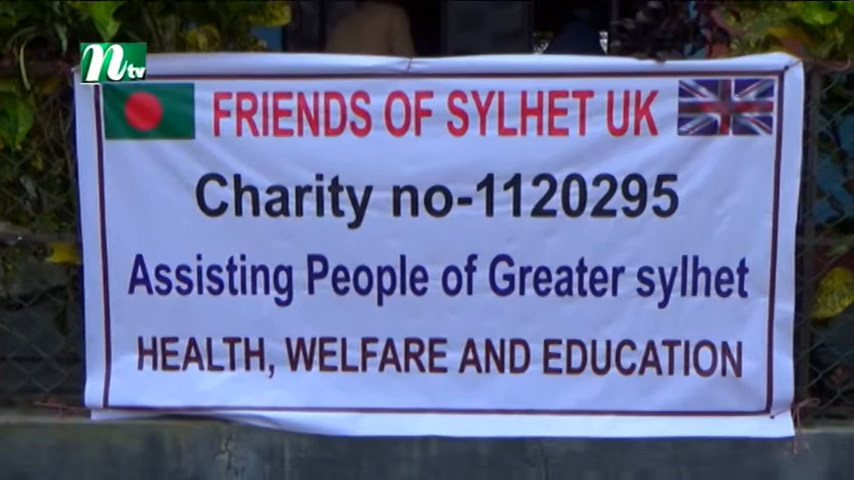 ntv
FRIENDS OF SYLHET UK
Charity no-1120295
Assisting People of Greater sylhet
HEALTH, WELFARE AND EDUCATION